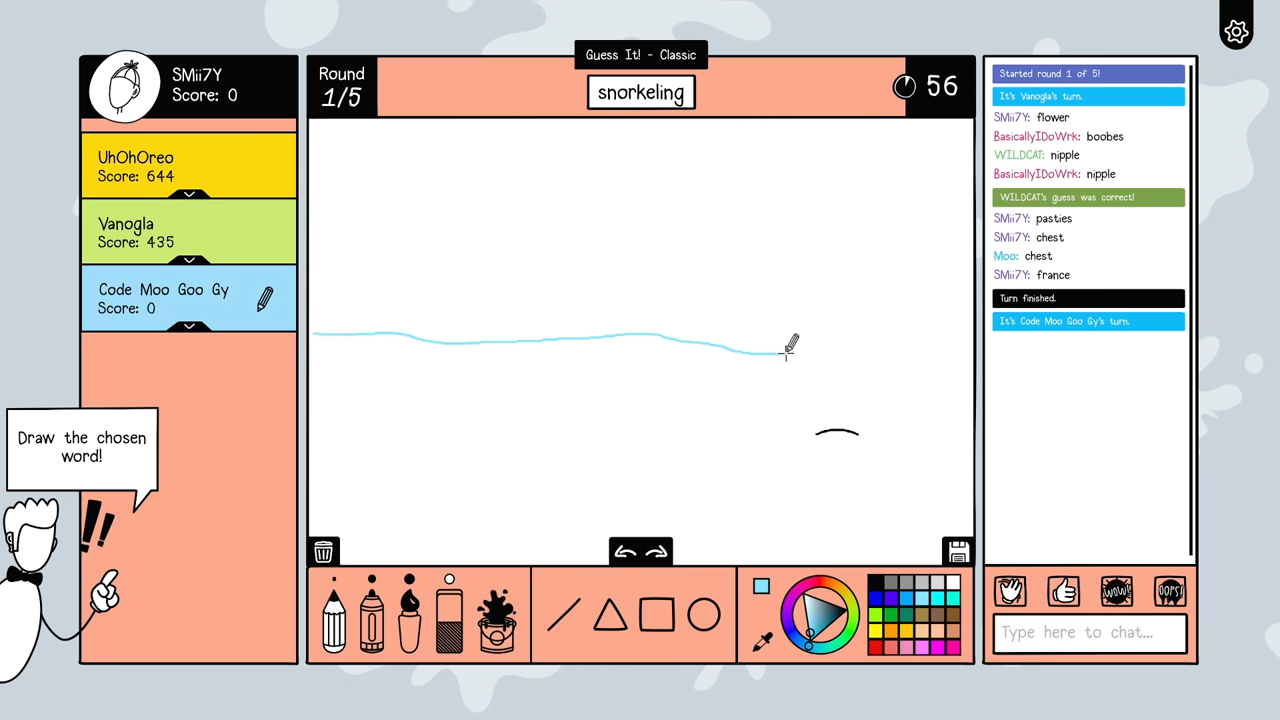 Guess It! - Classic
SMii7Y
Score: 0
Round
1/5
snorkeling
56
UhOhOreo
Score: 644
Vanogla
Score: 435
Code Moo Goo Gy
Score: 0
Draw the chosen
word!
!!
Started round 1 of 5!
It's Vanogla's turn.
SMii7Y: flower
BasicallyIDoWrk: boobes
WILDCAT: nipple
BasicallyIDoWrk: nipple
WILDCAT's guess was correct!
SMii7Y: pasties
SMii7Y: chest
Moo: chest
SMii7Y: france
Turn finished.
It's Code Moo Goo Gy's turn.
WOW!
OOPS!
Type here to chat...